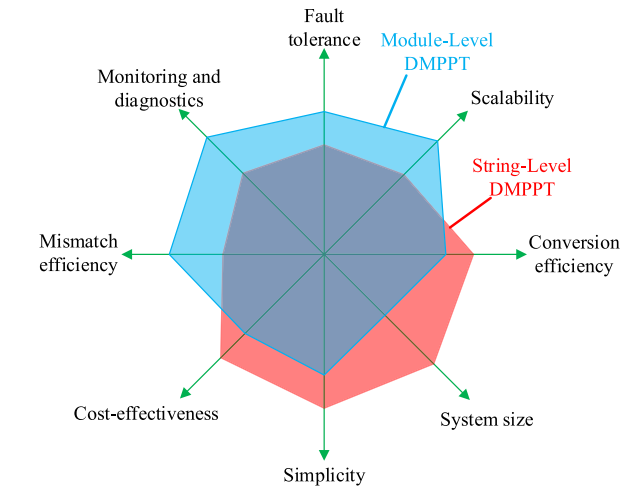 Fault
tolerance
Module-Level
DMPPT
Monitoring and
diagnostics
Scalability
String-Level
DMPPT
Mismatch
efficiency
Conversion
efficiency
Cost-effectiveness
System size
Simplicity